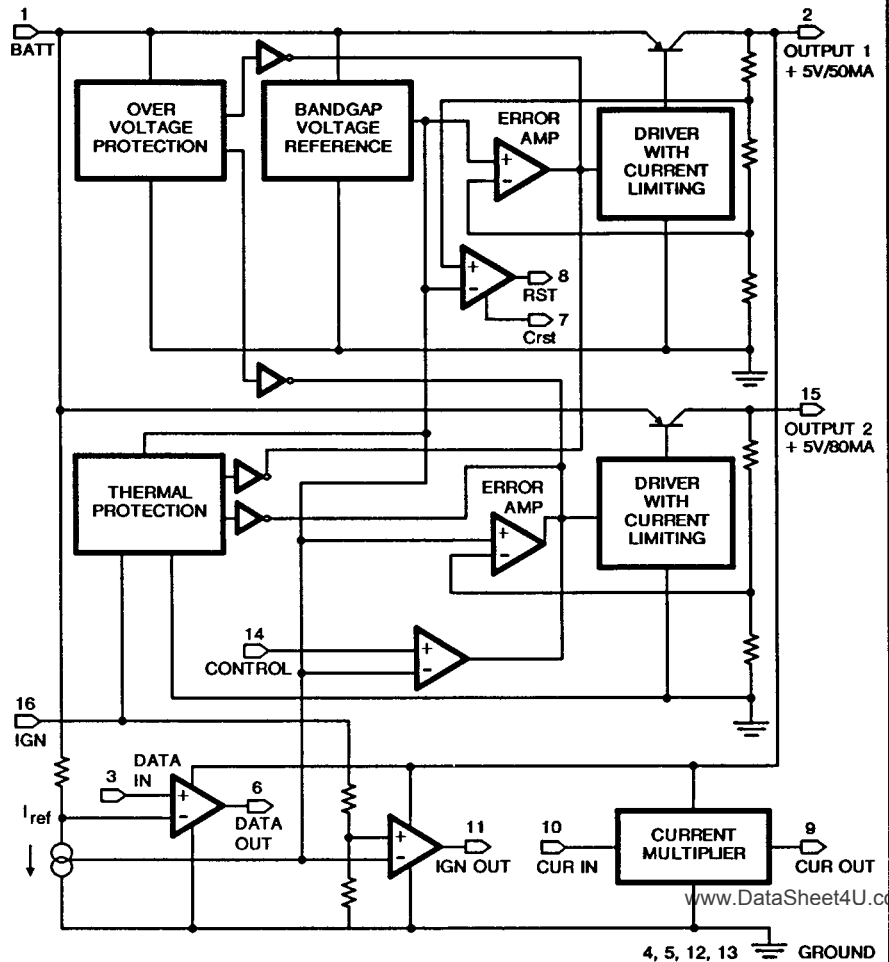 1
BATT
2
OUTPUT 1
+ 5V/50MA
OVER
VOLTAGE
PROTECTION
BANDGAP
VOLTAGE
REFERENCE
ERROR
AMP
+
-
DRIVER
WITH
CURRENT
LIMITING
+
-
8
RST
7
Crst
15
OUTPUT 2
+ 5V/80MA
THERMAL
PROTECTION
ERROR
AMP
+
-
DRIVER
WITH
CURRENT
LIMITING
14
CONTROL
+
-
16
IGN
DATA
IN
3
+
-
6
DATA
OUT
Iref
+
-
11
IGN OUT
10
CUR IN
CURRENT
MULTIPLIER
9
CUR OUT
www.DataSheet4U.co
4, 5, 12, 13
GROUND